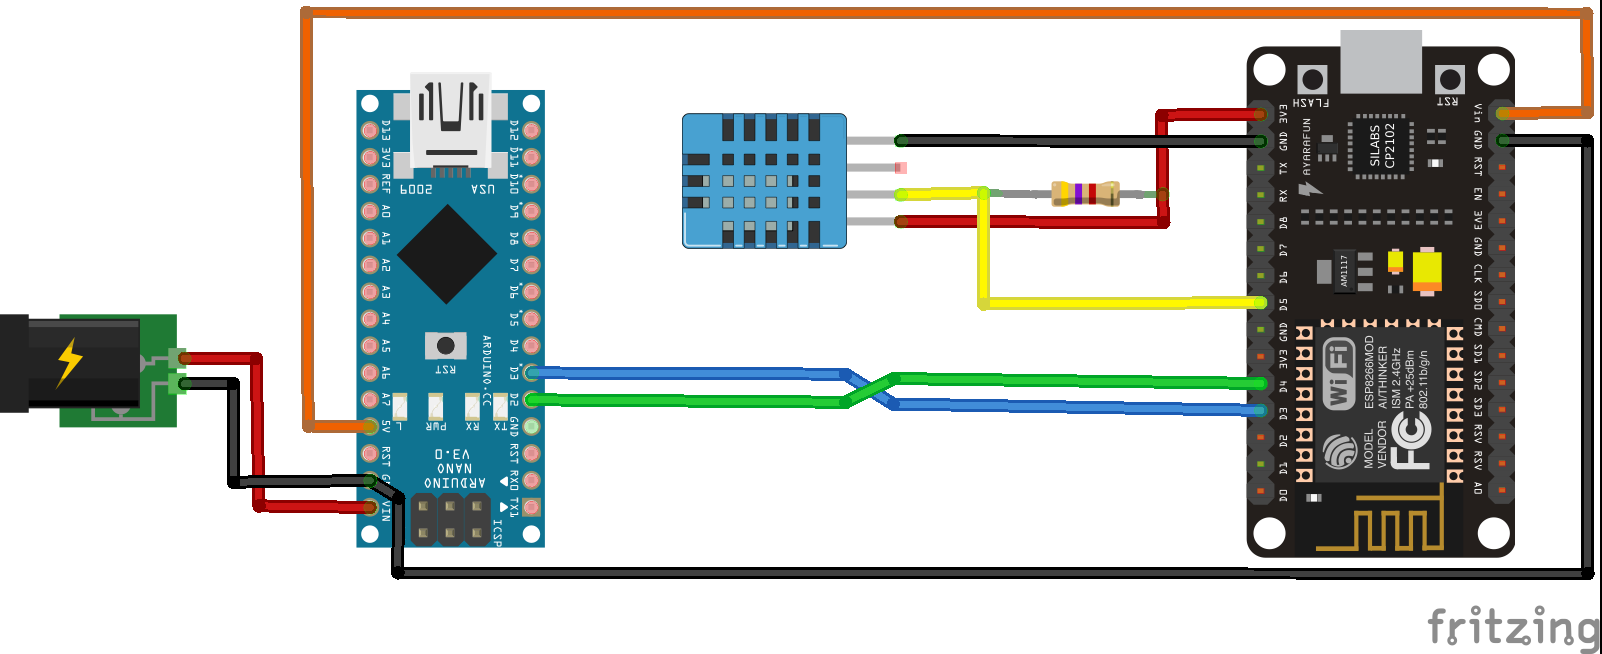 D13
3V3
REF
A0
A1
A2
A3
A4
A5
A6
A7
5V
RST
G
VIN
D12
D11
D10
D9
D8
D7
D6
D5
D4
D3
D2
GND
RST
RX0
TX1
2009
USA
RST
ARDUINO.CC
L
PWR
RX
TX
ARDUINO
NANO
V3.0
ICSP
FLASH
RST
AYARAFUN
SILABS
CP2102
AM1117
3V3
GND
TX
RX
D8
D7
D6
D5
GND
3V3
D4
D3
D2
D1
D0
Vin
GND
RST
EN
3V3
GND
CLK
SD0
CMD
SD1
SD2
SD3
RSV
RSV
A0
WiFi
MODEL
VENDOR
ESP8266MOD
AI/THINKER
ISM 2.4GHz
PA +25dBm
802.11b/g/n
FC
fritzing